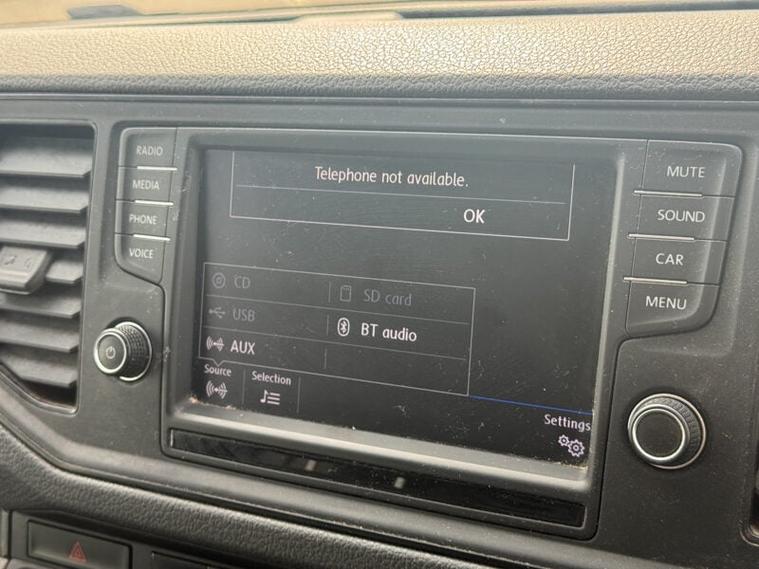 RADIO
MEDIA
PHONE
VOICE
Telephone not available.
OK
CD
SD card
USB
BT audio
AUX
Source
Selection
Settings
MUTE
SOUND
CAR
MENU